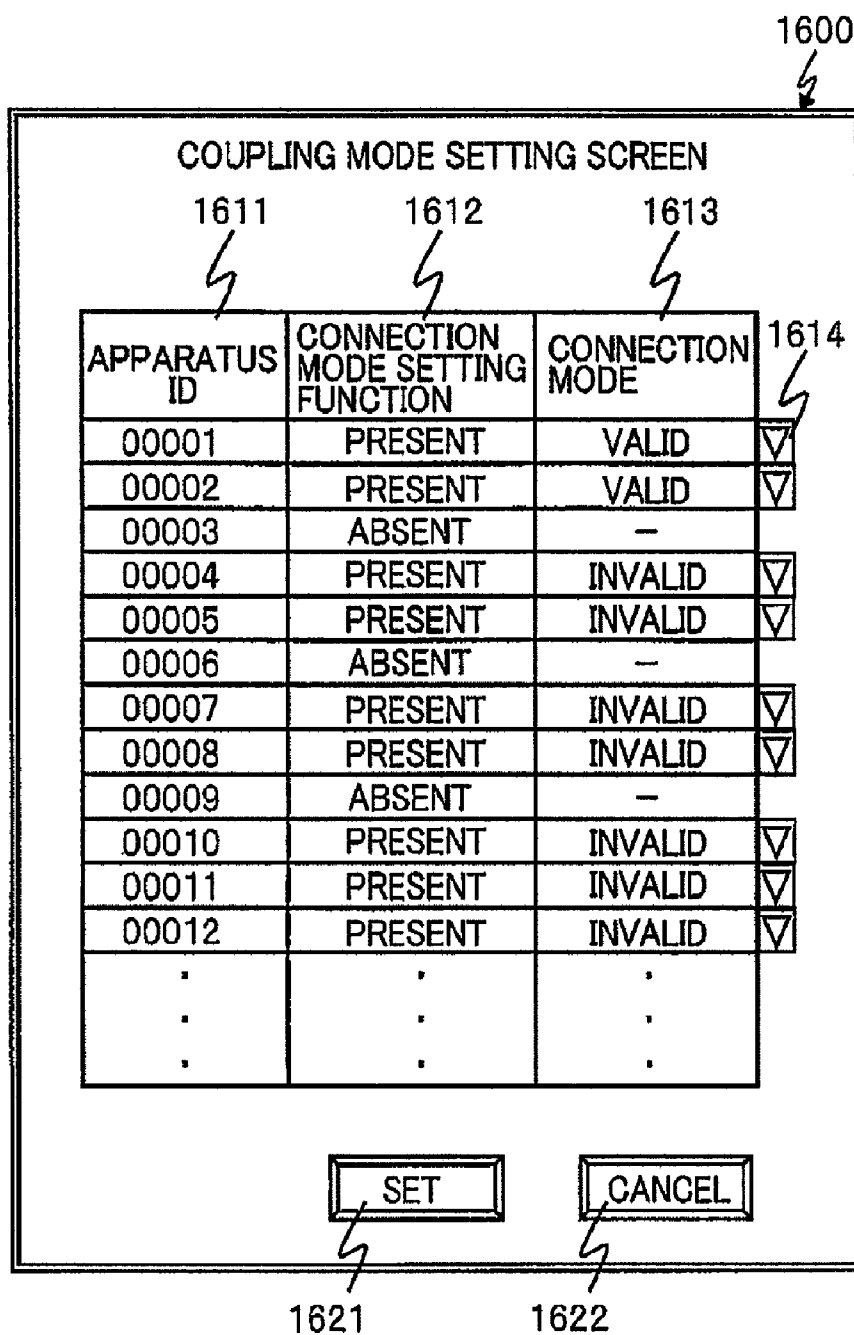 1600
COUPLING MODE SETTING SCREEN
1611 1612 1613
APPARATUS ID CONNECTION MODE SETTING FUNCTION CONNECTION MODE 1614
00001 PRESENT VALID
00002 PRESENT VALID
00003 ABSENT –
00004 PRESENT INVALID
00005 PRESENT INVALID
00006 ABSENT –
00007 PRESENT INVALID
00008 PRESENT INVALID
00009 ABSENT –
00010 PRESENT INVALID
00011 PRESENT INVALID
00012 PRESENT INVALID
. . .
. . .
. . .
SET CANCEL
1621 1622